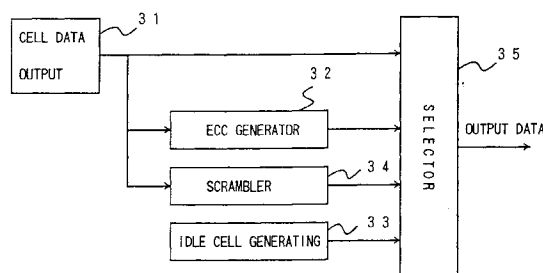 CELL DATA
OUTPUT
31
32
35
ECC GENERATOR
SELECTOR
OUTPUT DATA
34
SCRAMBLER
33
IDLE CELL GENERATING